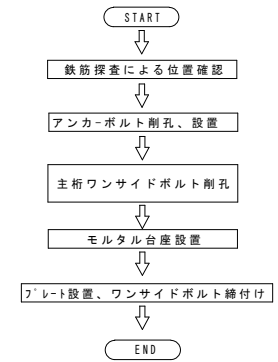 START
鉄筋探査による位置確認
アンカーボルト削孔、設置
主桁ワンサイドボルト削孔
モルタル台座設置
ﾌﾟﾚｰﾄ設置、ワンサイドボルト締付け
END